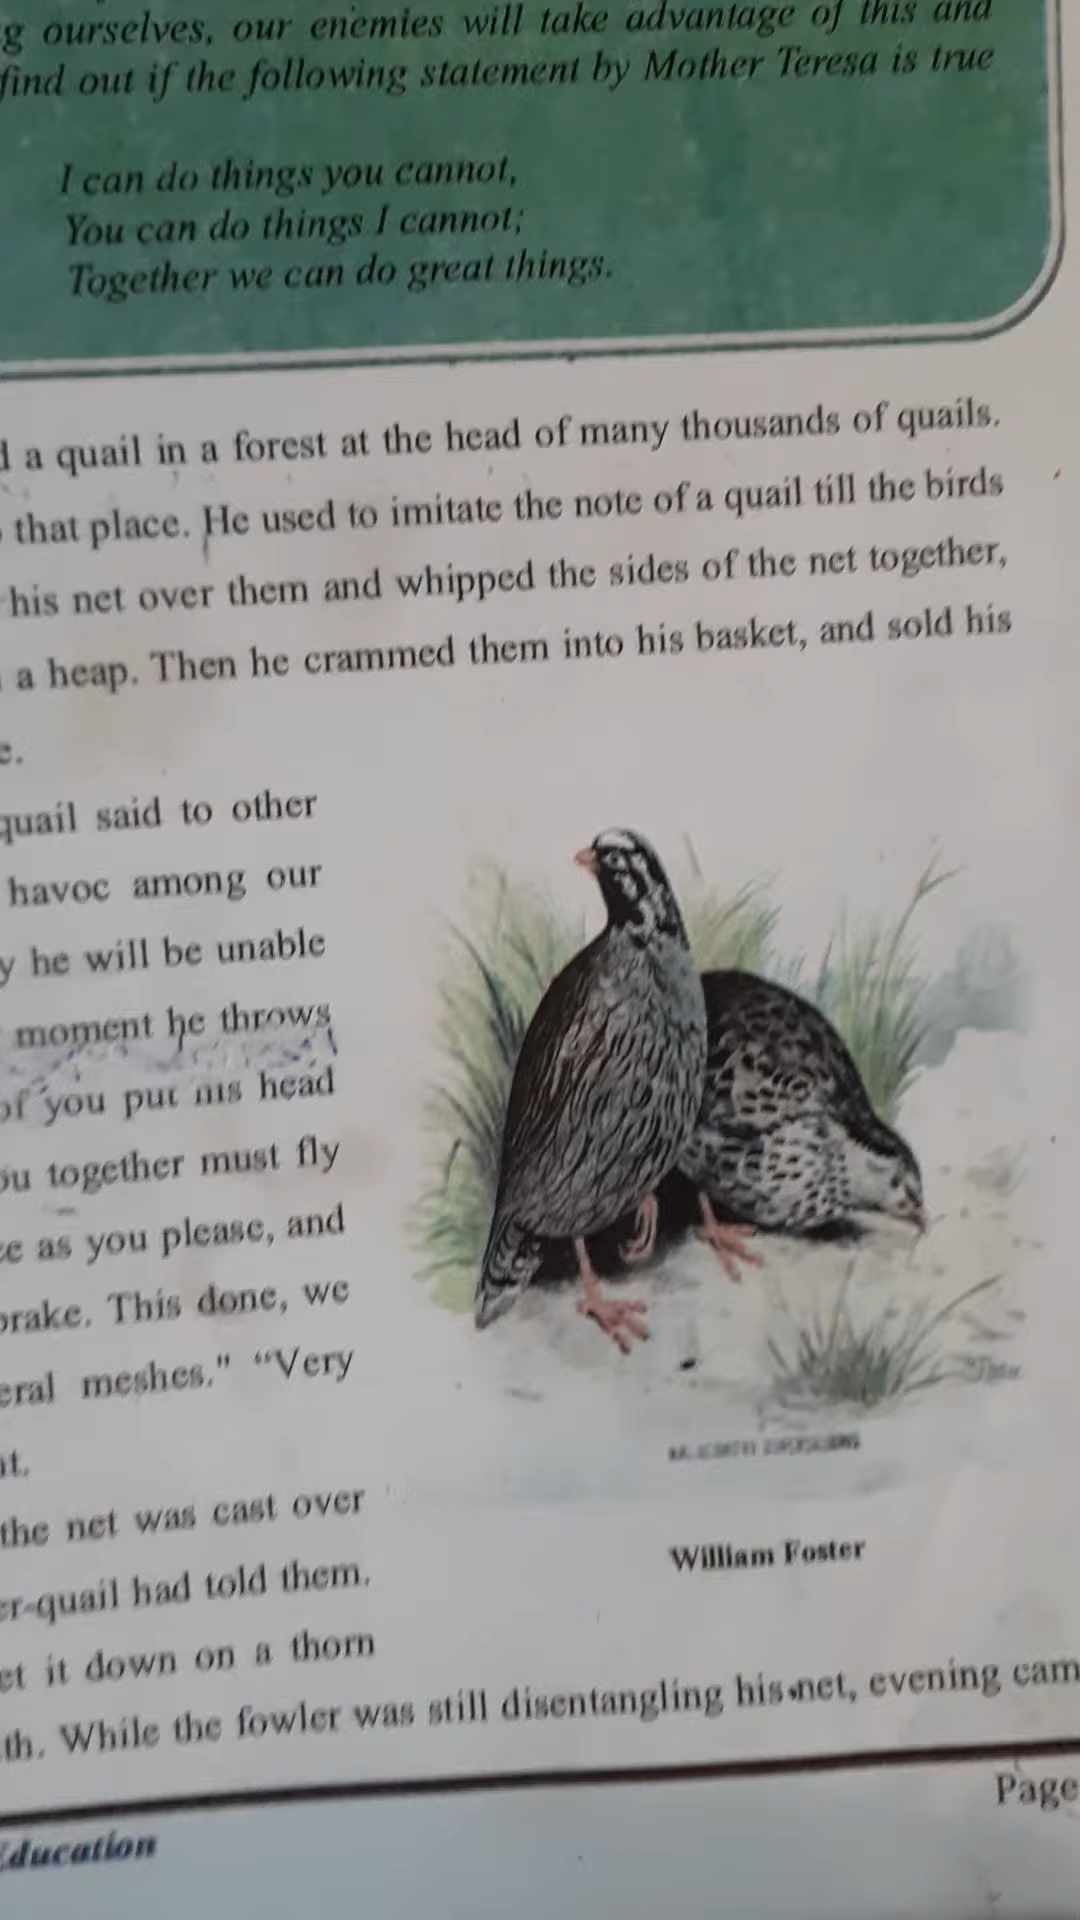 ourselves, our enemies will take advantage of this and
find out if the following statement by Mother Teresa is true
I can do things you cannot,
You can do things I cannot;
Together we can do great things.
a quail in a forest at the head of many thousands of quails.
that place. He used to imitate the note of a quail till the birds
his net over them and whipped the sides of the net together,
a heap. Then he crammed them into his basket, and sold his
quail said to other
havoc among our
he will be unable
moment he throws
of you put his head
together must fly
as you please, and
brake. This done, we
meshes." "Very
the net was cast over
quail had told them.
it down on a thorn
While the fowler was still disentangling his net, evening cam
William Foster
Page
Education